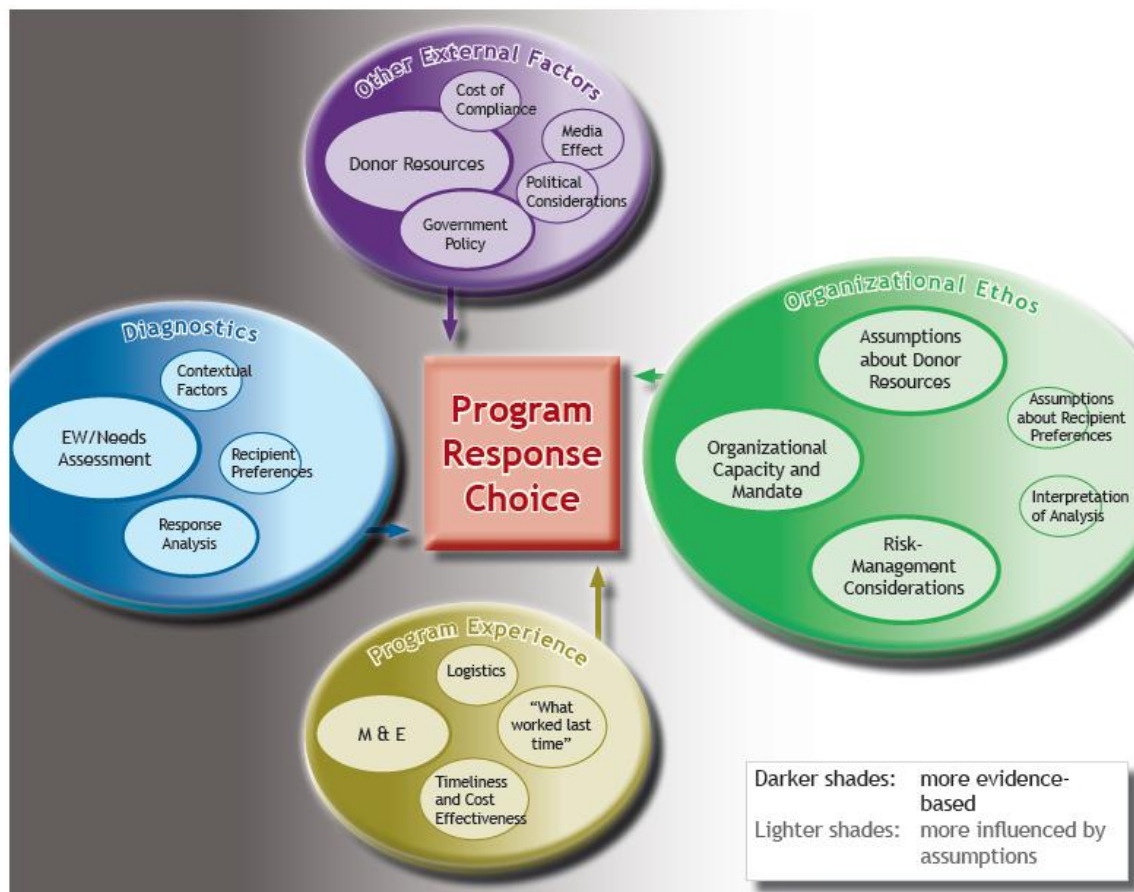 Other External Factors
Cost of
Compliance
Media
Effect
Donor Resources
Political
Considerations
Government
Policy
Diagnostics
Contextual
Factors
EW/Needs
Assessment
Recipient
Preferences
Response
Analysis
Program
Response
Choice
Organizational Ethos
Assumptions
about Donor
Resources
Assumptions
about Recipient
Preferences
Organizational
Capacity and
Mandate
Interpretation
of Analysis
Risk-
Management
Considerations
Program Experience
Logistics
“What
worked last
time”
M & E
Timeliness
and Cost
Effectiveness
Darker shades: more evidence-
based
Lighter shades: more influenced by
assumptions